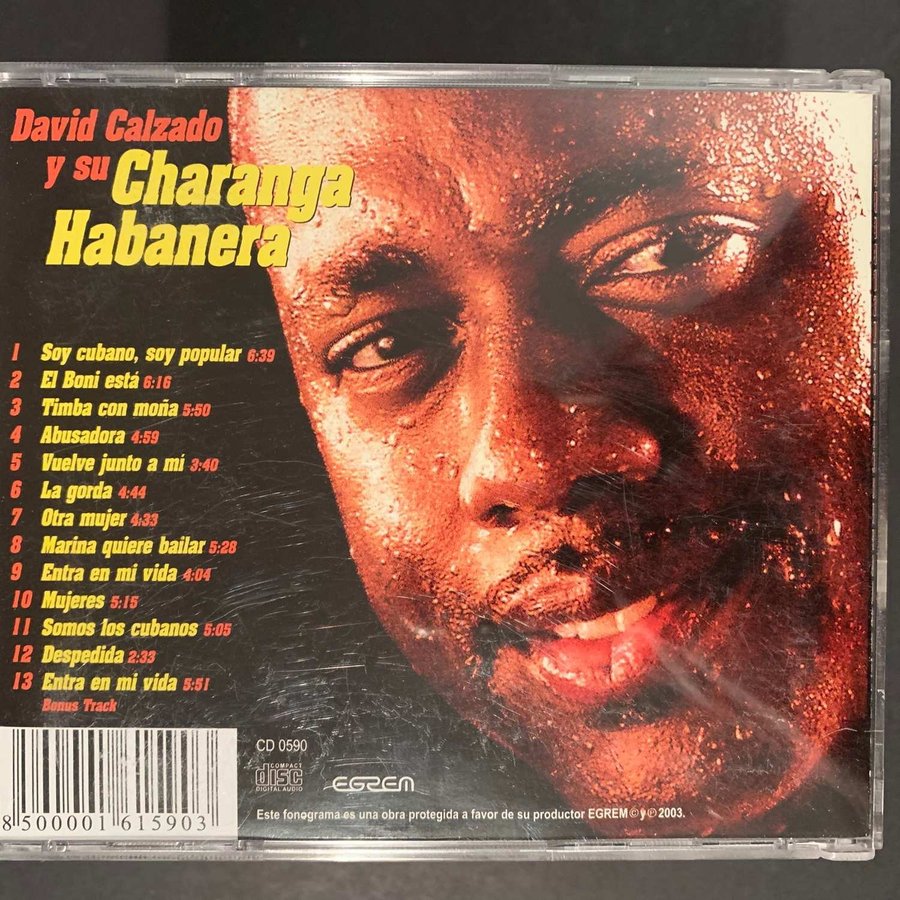 David Calzado
y su Charanga
Habanera
1 Soy cubano, soy popular 6:39
2 El Boni está 6:16
3 Timba con moña 5:50
4 Abusadora 4:59
5 Vuelve junto a mí 3:40
6 La gorda 4:44
7 Otra mujer 4:33
8 Marina quiere bailar 5:28
9 Entra en mi vida 4:04
10 Mujeres 5:15
11 Somos los cubanos 5:05
12 Despedida 2:33
13 Entra en mi vida 5:51
Bonus Track
CD 0590
COMPACT
disc
DIGITAL AUDIO
EGREM
8 500001 615903
Este fonograma es una obra protegida a favor de su productor EGREM © y ℗ 2003.